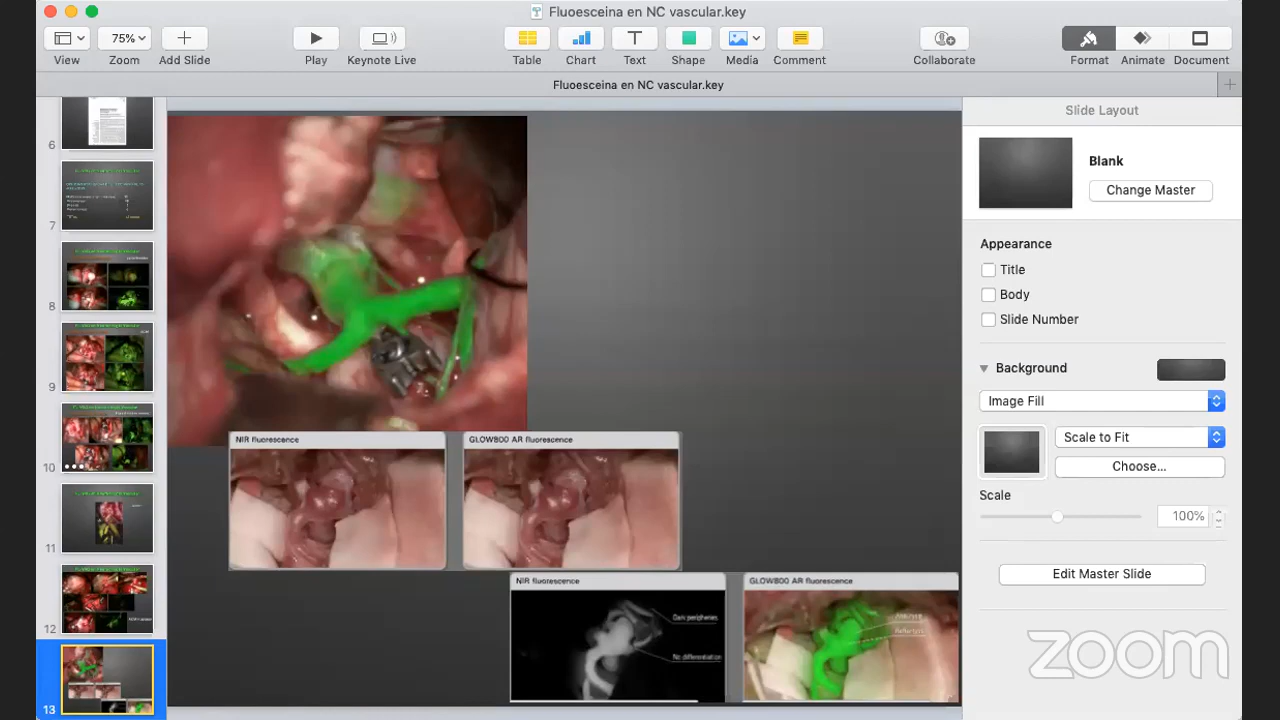 Fluoesceina en NC vascular.key
75%
View
Zoom
Add Slide
Play
Keynote Live
Table
Chart
Text
Shape
Media
Comment
Collaborate
Format
Animate
Document
Fluoesceina en NC vascular.key
Slide Layout
Blank
Change Master
Appearance
Title
Body
Slide Number
Background
Image Fill
Scale to Fit
Choose...
Scale
100%
Edit Master Slide
6
7
8
9
10
11
12
13
NIR fluorescence
GLOW800 AR fluorescence
NIR fluorescence
GLOW800 AR fluorescence
Dark peripheries
No differentiation
zoom